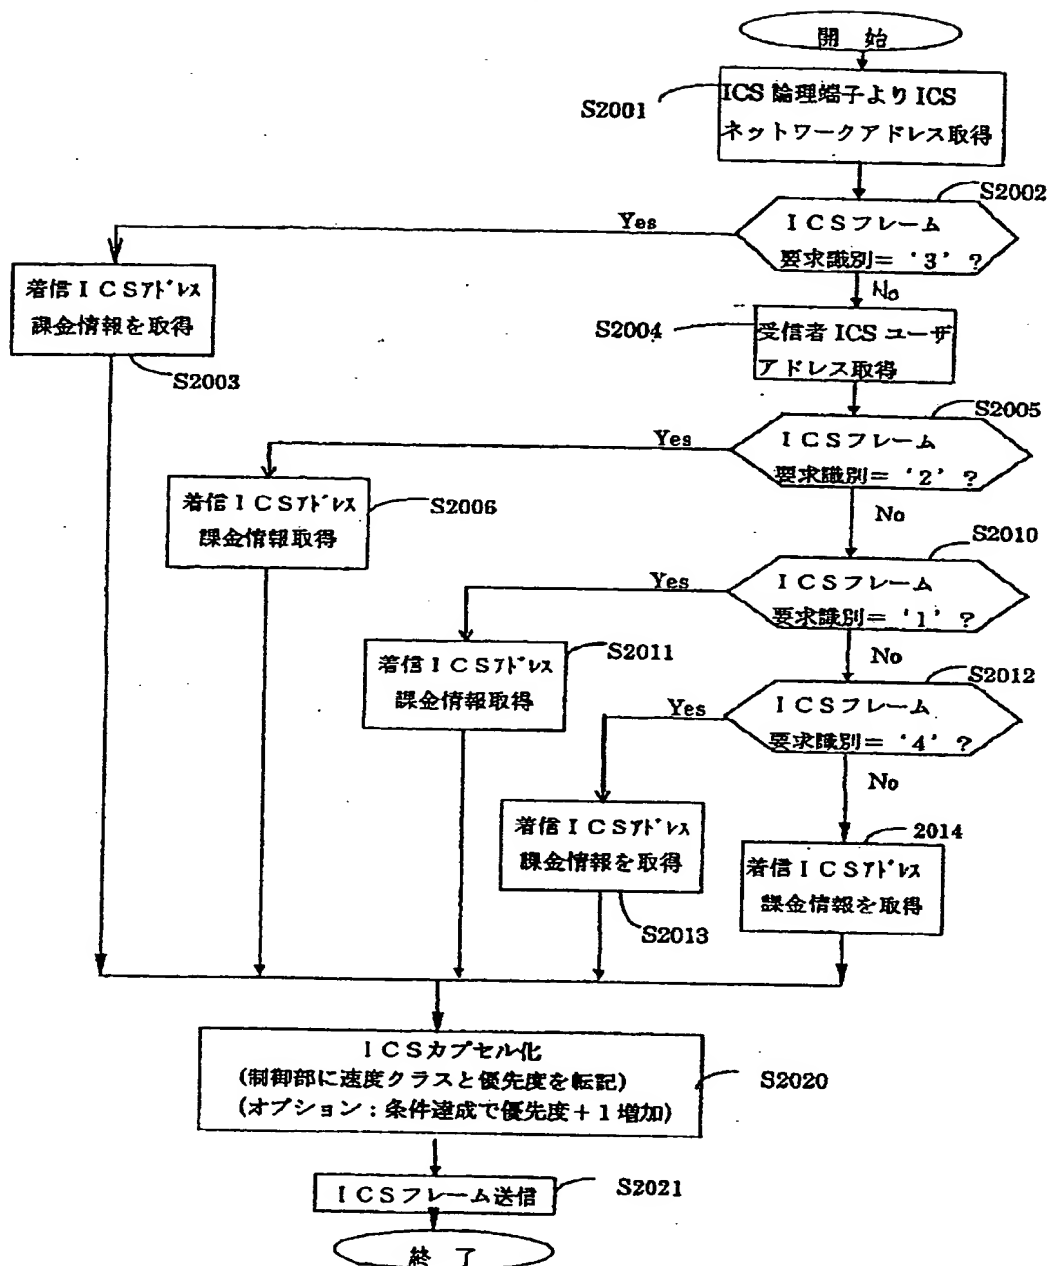 開 始
S2001
ICS 論理端子より ICS
ネットワークアドレス取得
S2002
ICSフレーム
要求識別＝‘3’？
Yes
No
着信ICSアドレス
課金情報を取得
S2003
S2004
受信者 ICS ユーザ
アドレス取得
S2005
ICSフレーム
要求識別＝‘2’？
Yes
No
着信ICSアドレス
課金情報取得
S2006
S2010
ICSフレーム
要求識別＝‘1’？
Yes
No
着信ICSアドレス
課金情報取得
S2011
S2012
ICSフレーム
要求識別＝‘4’？
Yes
No
着信ICSアドレス
課金情報を取得
S2013
2014
着信ICSアドレス
課金情報を取得
ICSカプセル化
(制御部に速度クラスと優先度を転記)
(オプション：条件達成で優先度＋1増加)
S2020
ICSフレーム送信
S2021
終 了